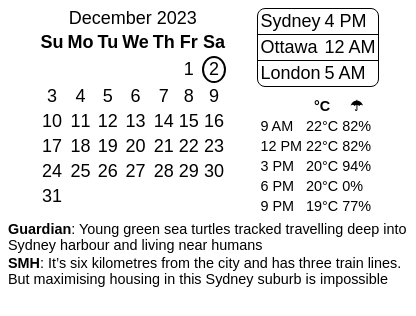 December 2023
Su Mo Tu We Th Fr Sa
1 2
3 4 5 6 7 8 9
10 11 12 13 14 15 16
17 18 19 20 21 22 23
24 25 26 27 28 29 30
31
Sydney 4 PM
Ottawa 12 AM
London 5 AM
°C ☂
9 AM 22°C 82%
12 PM 22°C 82%
3 PM 20°C 94%
6 PM 20°C 0%
9 PM 19°C 77%
Guardian: Young green sea turtles tracked travelling deep into
Sydney harbour and living near humans
SMH: It’s six kilometres from the city and has three train lines.
But maximising housing in this Sydney suburb is impossible